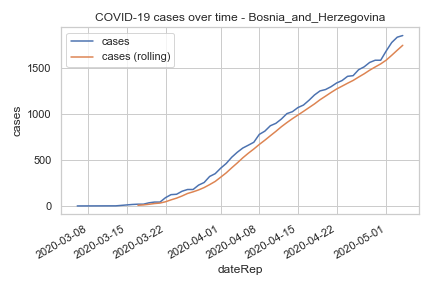 COVID-19 cases over time - Bosnia_and_Herzegovina
cases
cases (rolling)
1500
1000
500
0
cases
2020-03-08
2020-03-15
2020-03-22
2020-04-01
2020-04-08
2020-04-15
2020-04-22
2020-05-01
dateRep